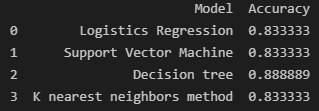 Model Accuracy
0 Logistics Regression 0.833333
1 Support Vector Machine 0.833333
2 Decision tree 0.888889
3 K nearest neighbors method 0.833333